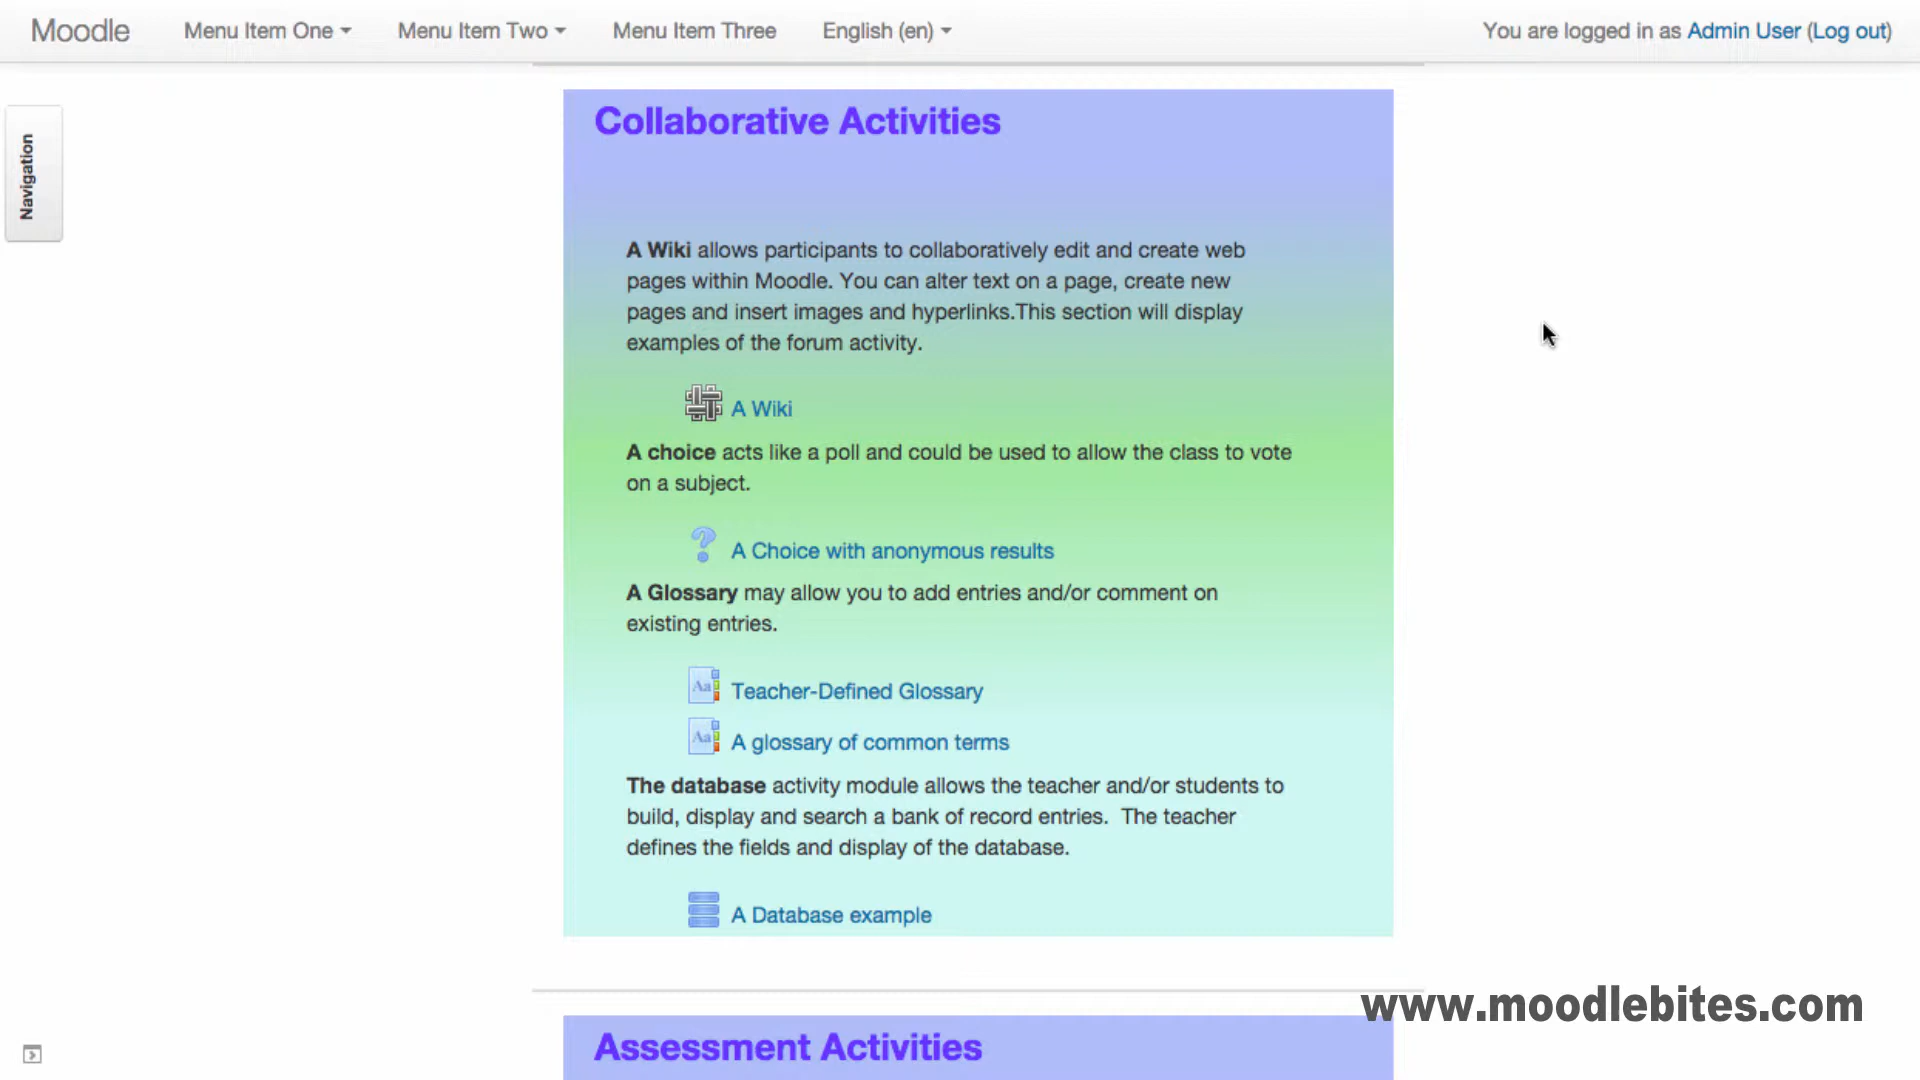 Moodle Menu Item One Menu Item Two Menu Item Three English (en) You are logged in as Admin User (Log out)
Navigation
Collaborative Activities
A Wiki allows participants to collaboratively edit and create web
pages within Moodle. You can alter text on a page, create new
pages and insert images and hyperlinks.This section will display
examples of the forum activity.
A Wiki
A choice acts like a poll and could be used to allow the class to vote
on a subject.
A Choice with anonymous results
A Glossary may allow you to add entries and/or comment on
existing entries.
Aa Teacher-Defined Glossary
Aa A glossary of common terms
The database activity module allows the teacher and/or students to
build, display and search a bank of record entries.  The teacher
defines the fields and display of the database.
A Database example
www.moodlebites.com
Assessment Activities